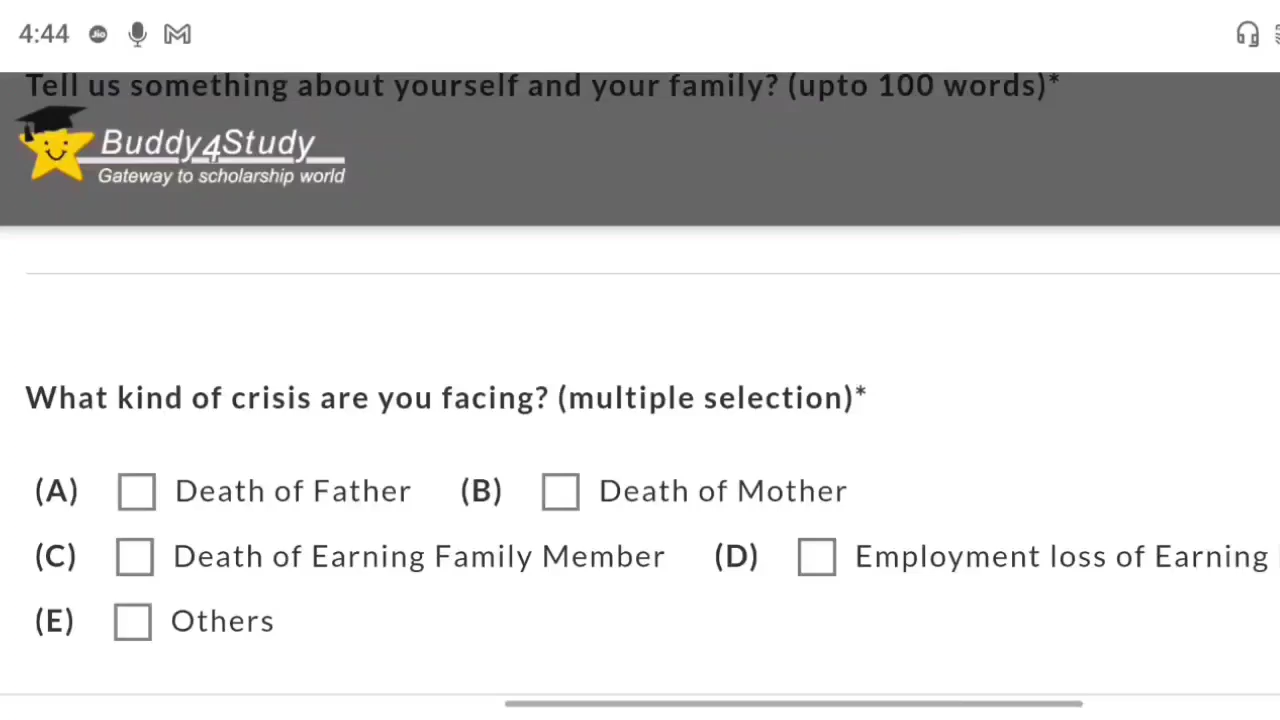 4:44 Jio
Tell us something about yourself and your family? (upto 100 words)*
Buddy4Study
Gateway to scholarship world
What kind of crisis are you facing? (multiple selection)*
(A) Death of Father (B) Death of Mother
(C) Death of Earning Family Member (D) Employment loss of Earning
(E) Others